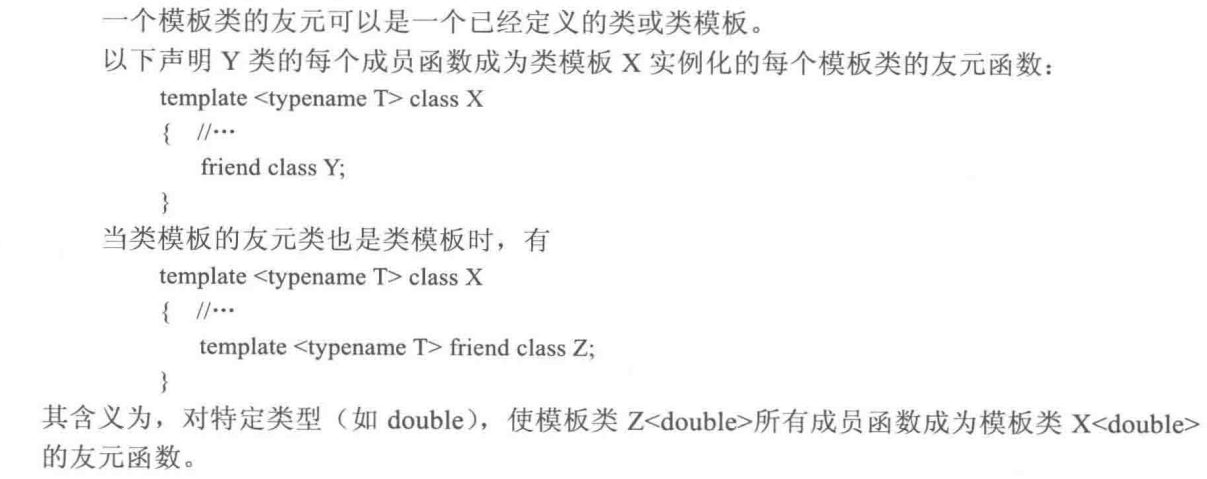 一个模板类的友元可以是一个已经定义的类或类模板。
以下声明 Y 类的每个成员函数成为类模板 X 实例化的每个模板类的友元函数：
template <typename T> class X
{ //…
friend class Y;
}
当类模板的友元类也是类模板时，有
template <typename T> class X
{ //…
template <typename T> friend class Z;
}
其含义为，对特定类型（如 double），使模板类 Z<double>所有成员函数成为模板类 X<double>
的友元函数。